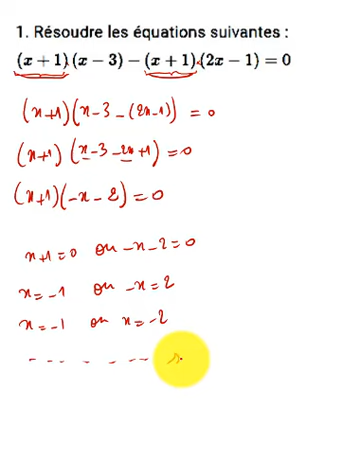 1. Résoudre les équations suivantes :
(x + 1)(x − 3) − (x + 1)(2x − 1) = 0
(x+1)(x-3-(2x-1)) = 0
(x+1)(x-3-2x+1) = 0
(x+1)(-x-2) = 0
x+1=0 ou -x-2=0
x=-1 ou -x=2
x=-1 ou x=-2